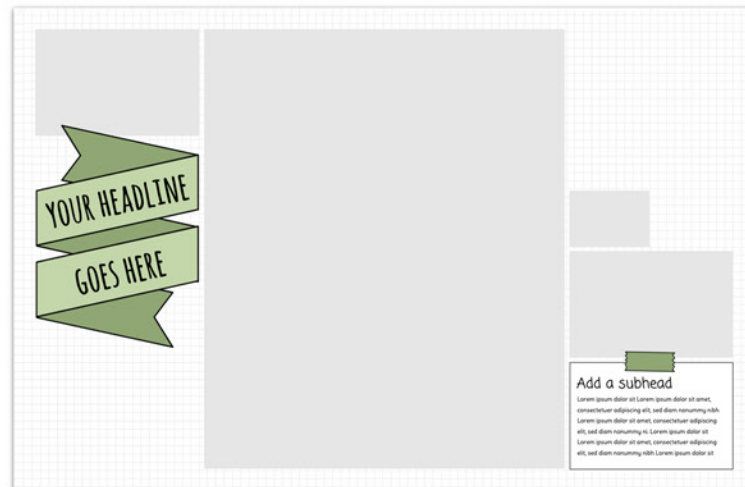 YOUR HEADLINE
GOES HERE
Add a subhead
Lorem ipsum dolor sit Lorem ipsum dolor sit amet,
consectetuer adipiscing elit, sed diam nonummy nibh
Lorem ipsum dolor sit amet, consectetuer adipiscing
elit, sed diam nonummy ni. Lorem ipsum dolor sit
Lorem ipsum dolor sit amet, consectetuer adipiscing
elit, sed diam nonummy nibh Lorem ipsum dolor sit